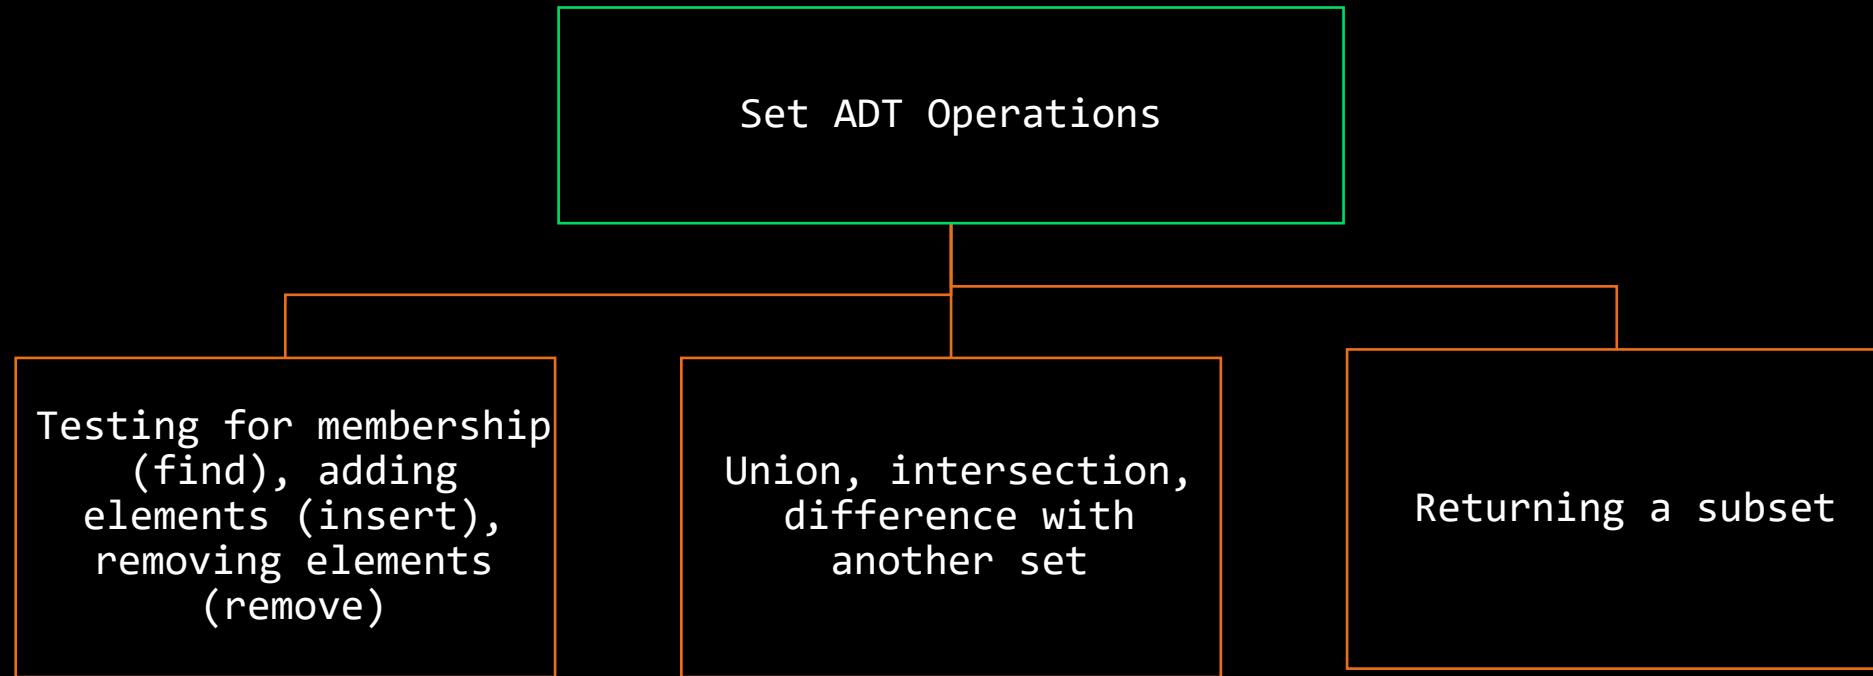 Set ADT Operations
Testing for membership
(find), adding
elements (insert),
removing elements
(remove)
Union, intersection,
difference with
another set
Returning a subset